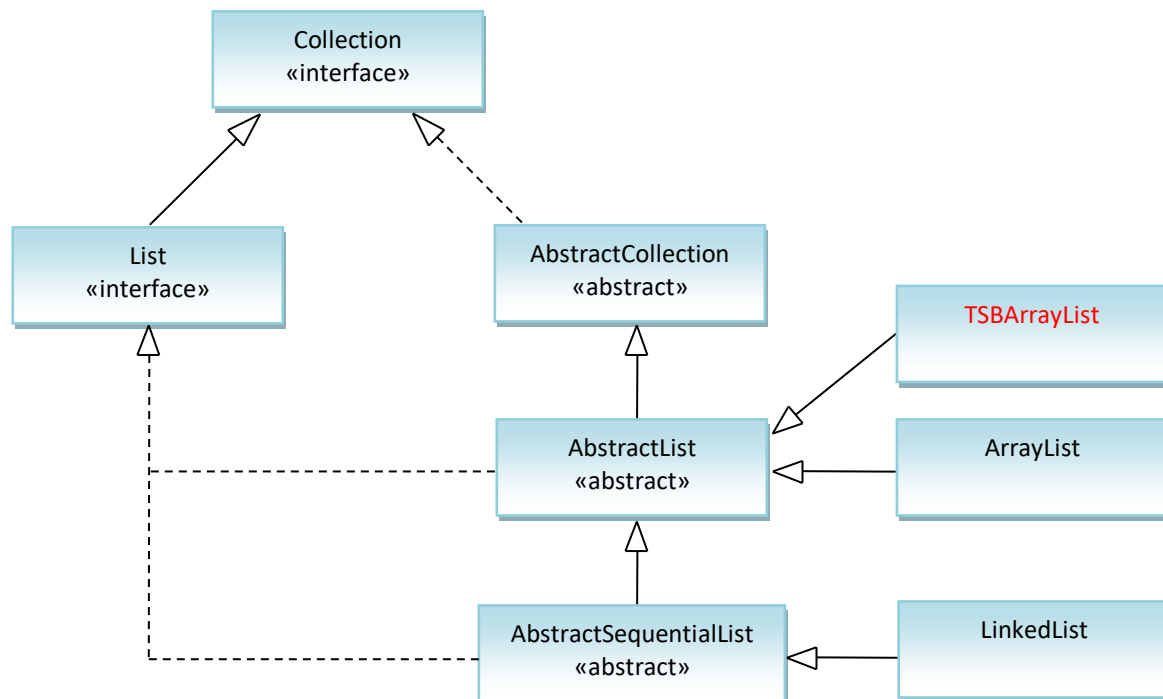 Collection
«interface»
List
«interface»
AbstractCollection
«abstract»
TSBArrayList
AbstractList
«abstract»
ArrayList
AbstractSequentialList
«abstract»
LinkedList